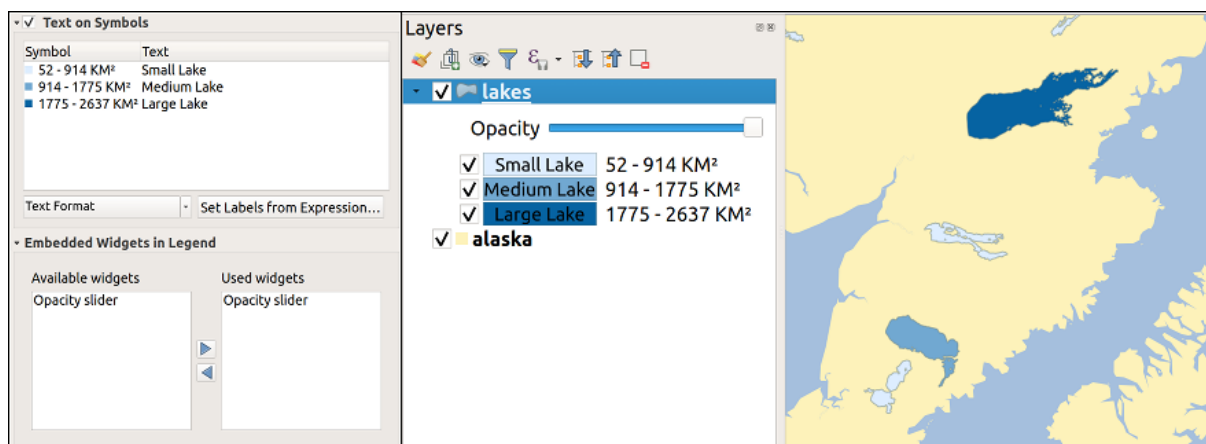 Text on Symbols
Symbol Text
52 - 914 KM² Small Lake
914 - 1775 KM² Medium Lake
1775 - 2637 KM² Large Lake
Text Format
Set Labels from Expression...
Embedded Widgets in Legend
Available widgets
Opacity slider
Used widgets
Opacity slider
Layers
lakes
Opacity
Small Lake 52 - 914 KM²
Medium Lake 914 - 1775 KM²
Large Lake 1775 - 2637 KM²
alaska